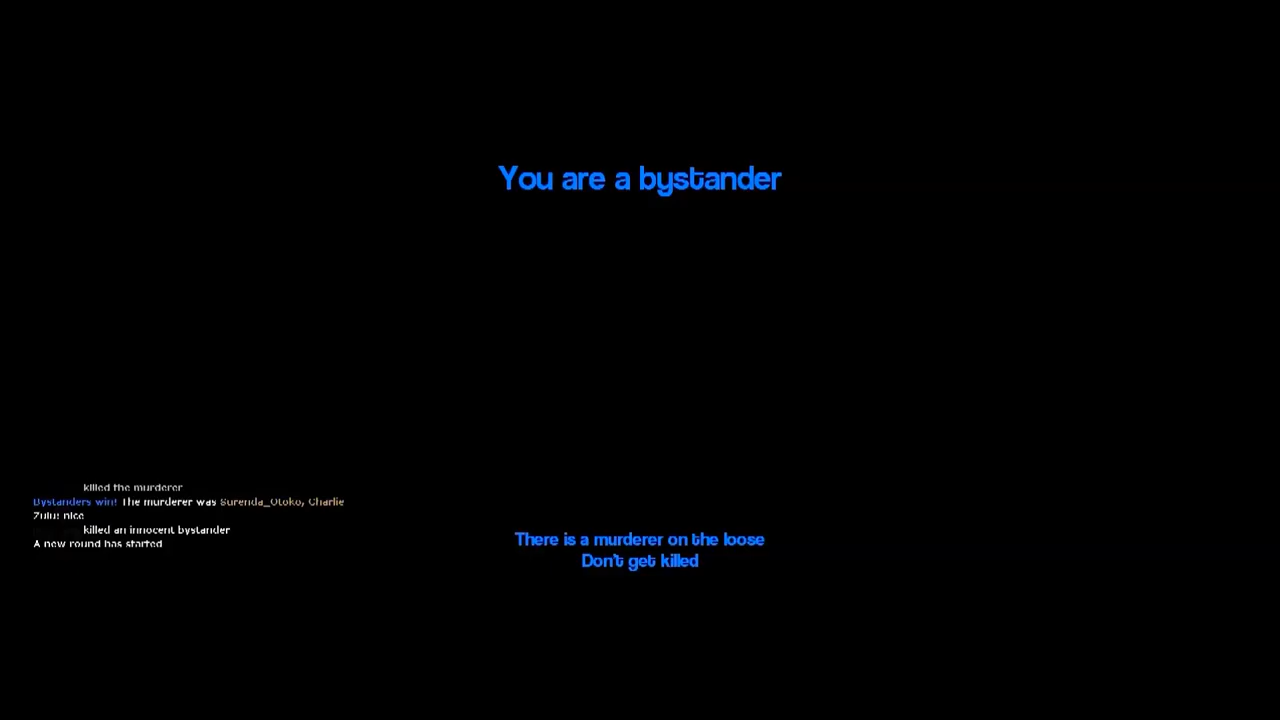 You are a bystander
killed the murderer
Bystanders win! The murderer was Surenda_Otoko, Charlie
Zulu: nice
killed an innocent bystander
A new round has started
There is a murderer on the loose
Don't get killed